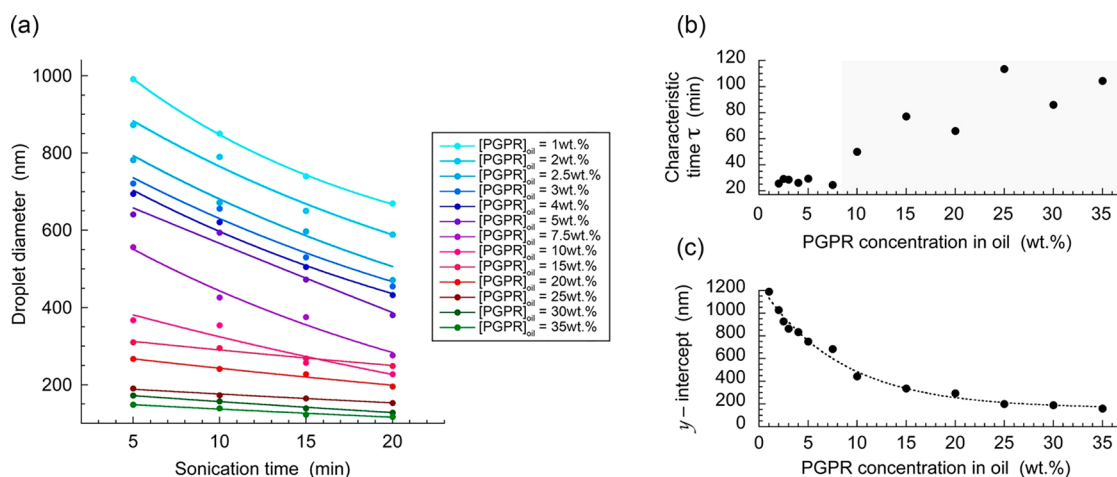 (a)
1000
800
600
400
200
5
10
15
20
Droplet diameter (nm)
Sonication time (min)
[PGPR]oil = 1wt.%
[PGPR]oil = 2wt.%
[PGPR]oil = 2.5wt.%
[PGPR]oil = 3wt.%
[PGPR]oil = 4wt.%
[PGPR]oil = 5wt.%
[PGPR]oil = 7.5wt.%
[PGPR]oil = 10wt.%
[PGPR]oil = 15wt.%
[PGPR]oil = 20wt.%
[PGPR]oil = 25wt.%
[PGPR]oil = 30wt.%
[PGPR]oil = 35wt.%
(b)
Characteristic
time τ (min)
120
100
80
60
40
20
0 5 10 15 20 25 30 35
PGPR concentration in oil (wt.%)
(c)
y – intercept (nm)
1200
1000
800
600
400
200
0
0 5 10 15 20 25 30 35
PGPR concentration in oil (wt.%)